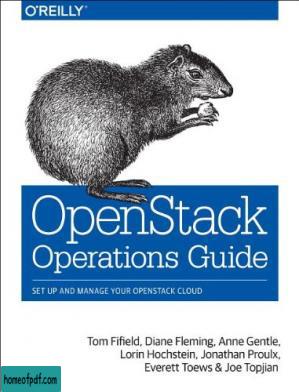 O'REILLY®
OpenStack
Operations Guide
SET UP AND MANAGE YOUR OPENSTACK CLOUD
Tom Fifield, Diane Fleming, Anne Gentle,
Lorin Hochstein, Jonathan Proulx,
Everett Toews & Joe Topjian
homeofpdf.com